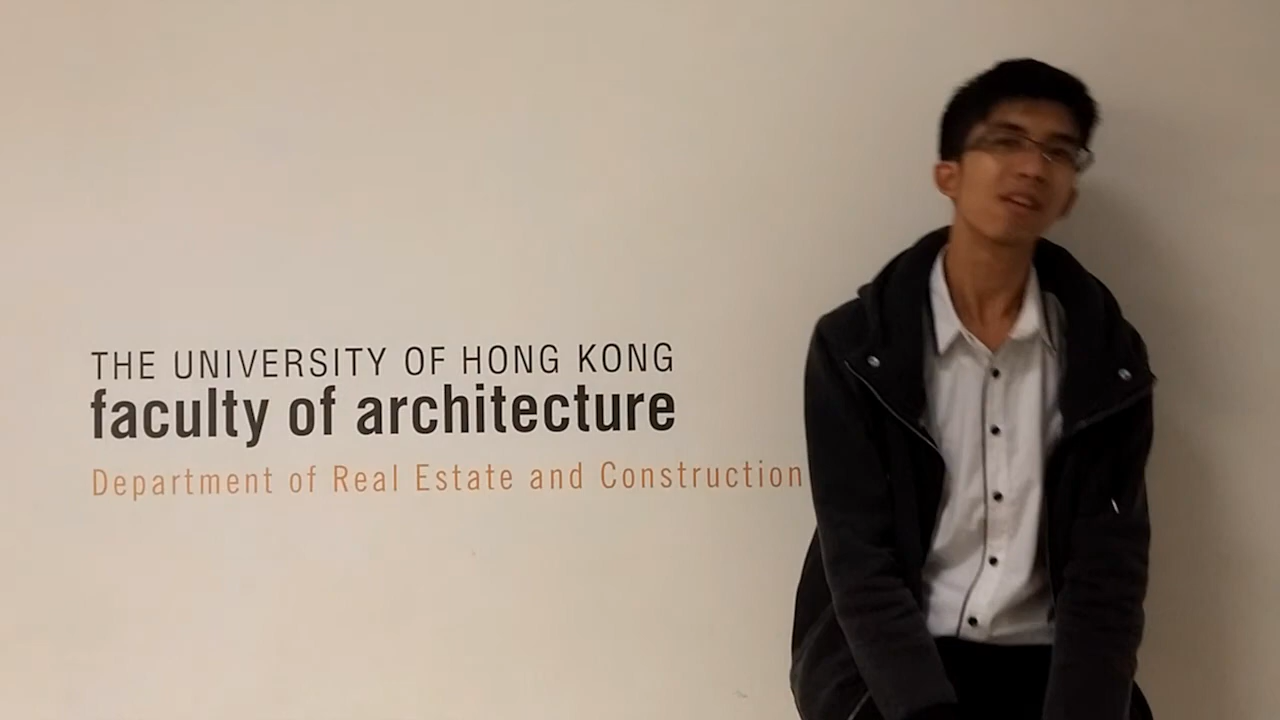 THE UNIVERSITY OF HONG KONG
faculty of architecture
Department of Real Estate and Construction